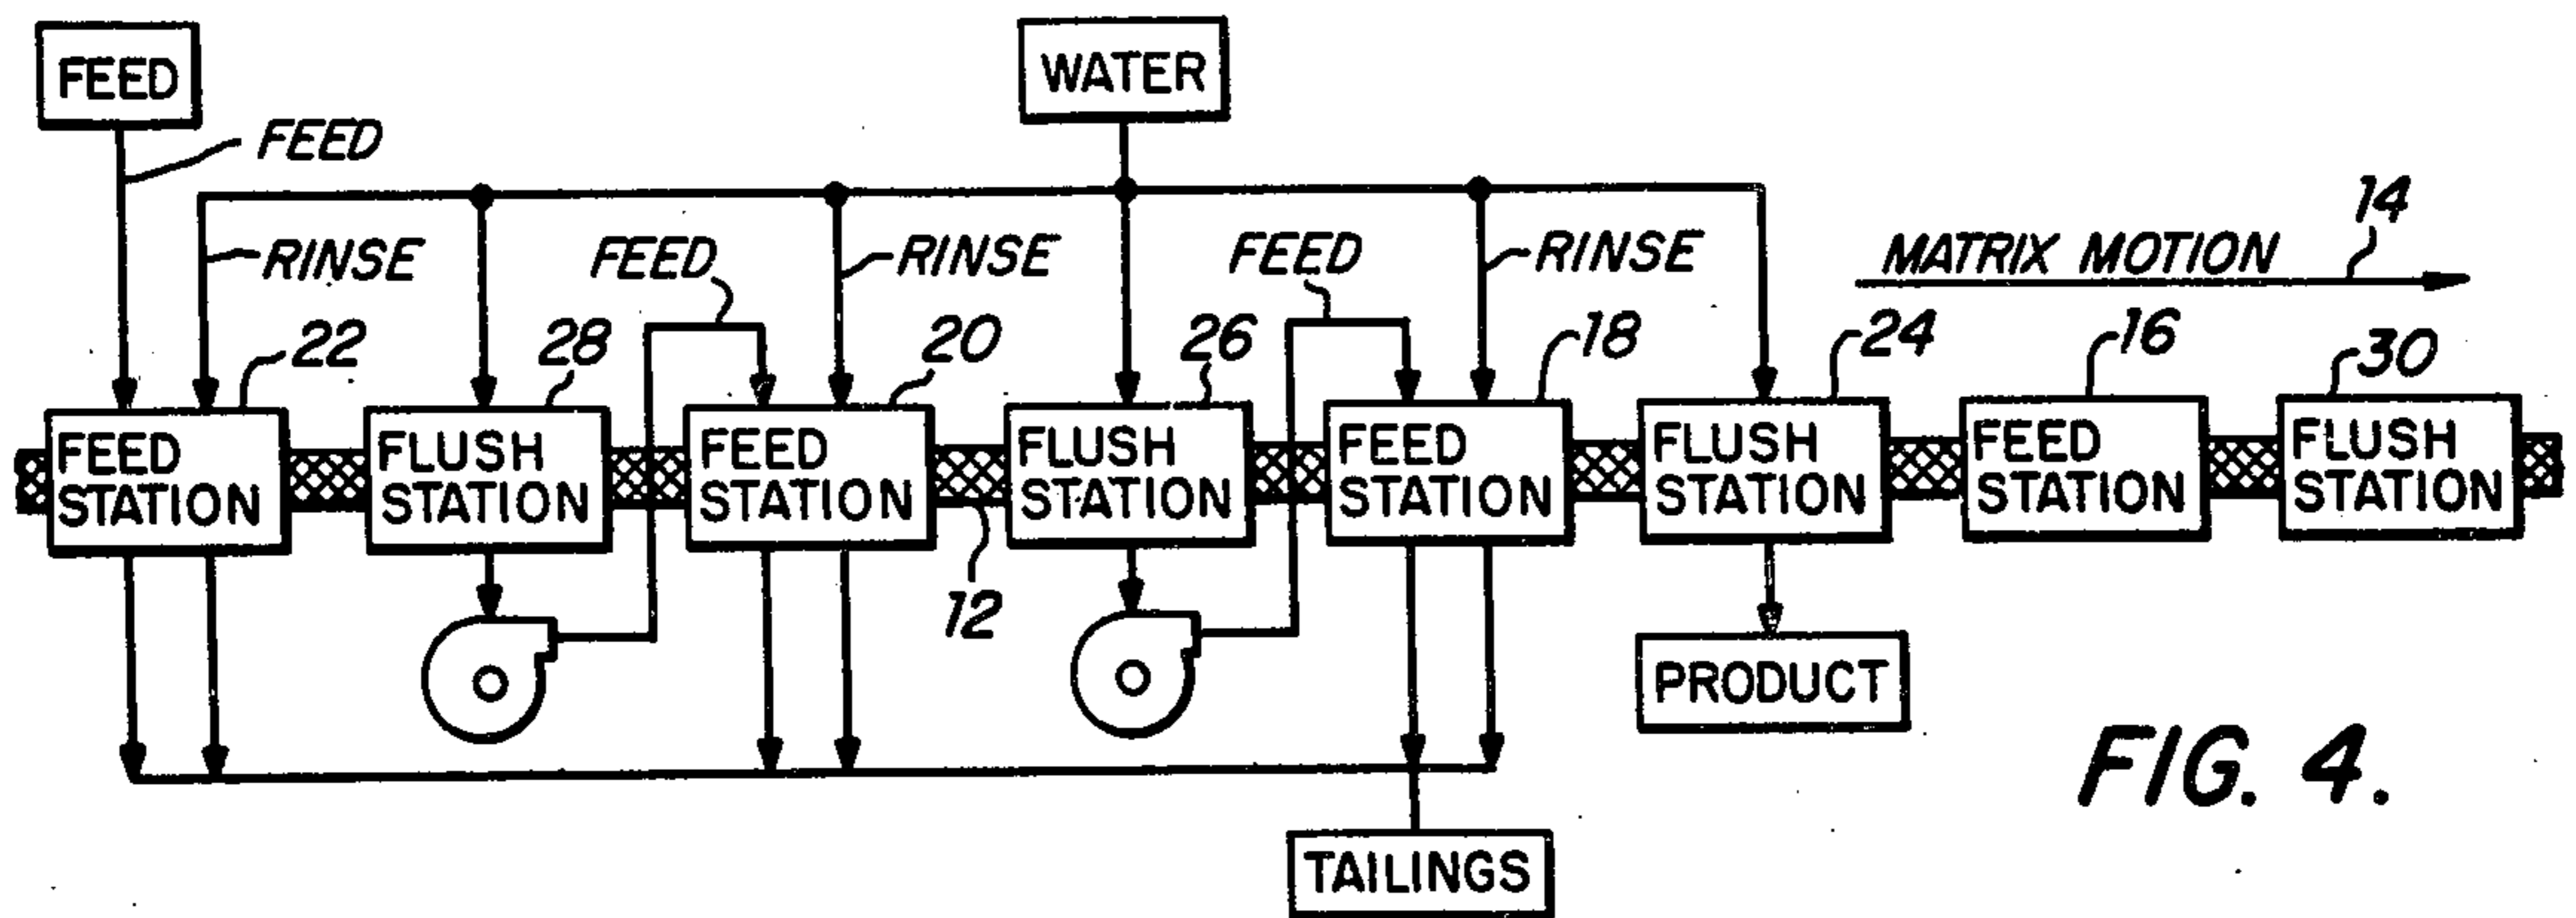 FEED
WATER
FEED
RINSE
FEED
RINSE
FEED
RINSE
MATRIX MOTION
14
22
28
20
26
18
24
16
30
FEED
STATION
FLUSH
STATION
FEED
STATION
FLUSH
STATION
FEED
STATION
FLUSH
STATION
FEED
STATION
FLUSH
STATION
12
PRODUCT
TAILINGS
FIG. 4.